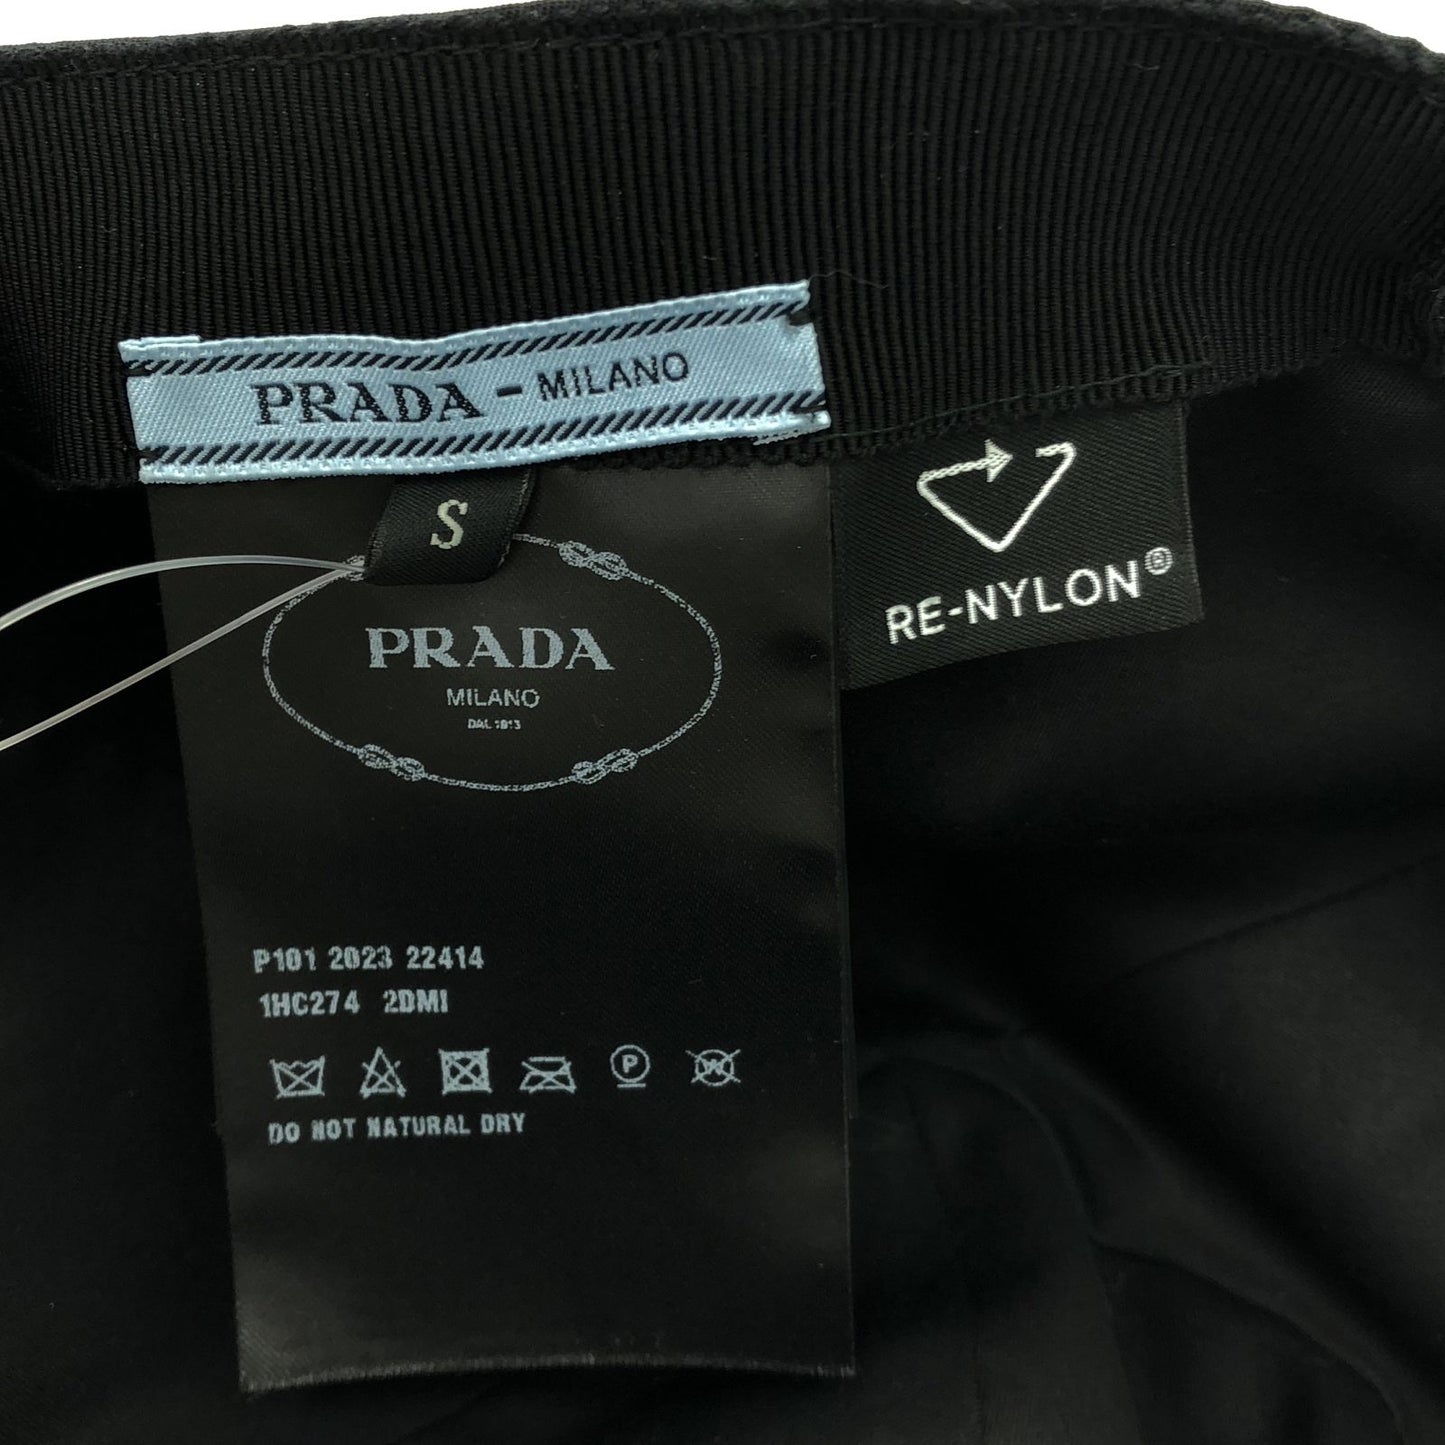 PRADA - MILANO
S
RE-NYLON®
PRADA
MILANO
DAL 1913
P101 2023 22414
1HC274 2DMI
P
W
DO NOT NATURAL DRY